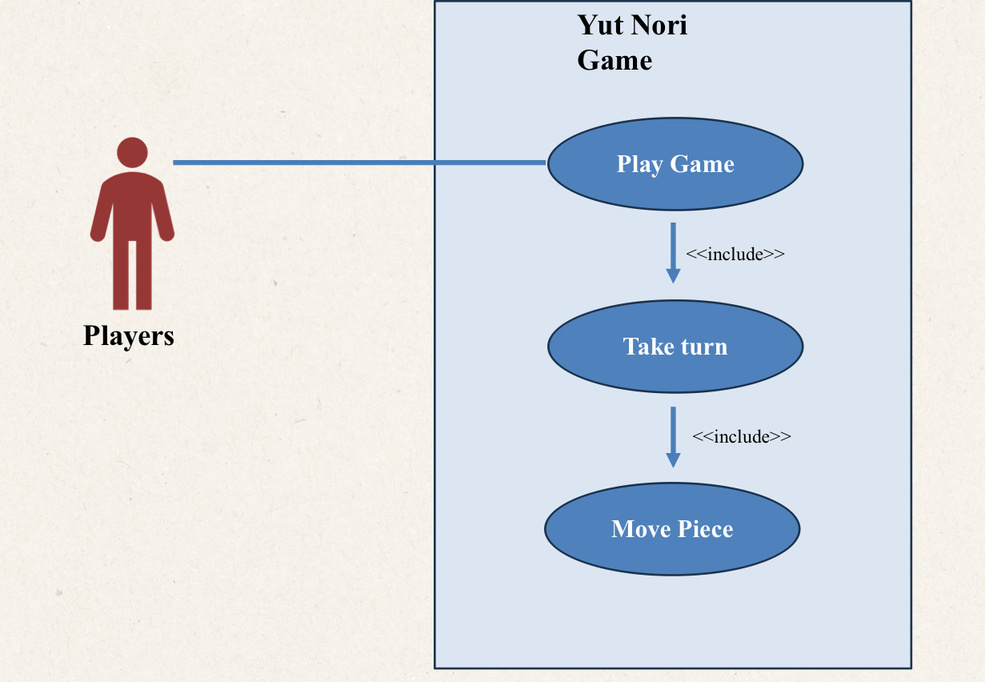 Yut Nori
Game
Play Game
<<include>>
Take turn
<<include>>
Move Piece
Players